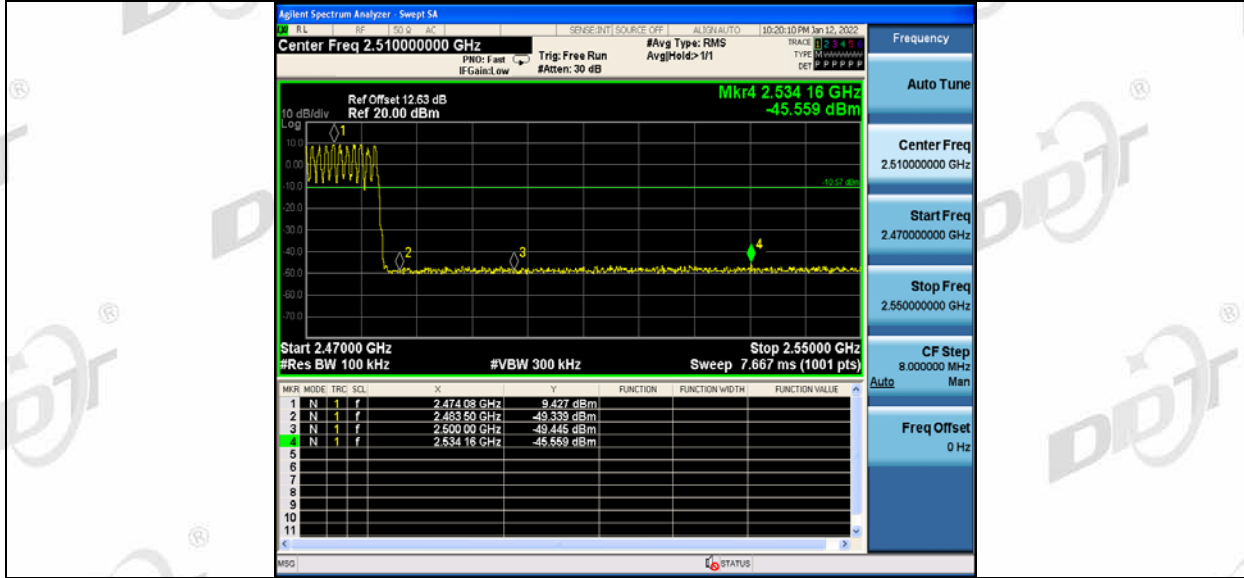 Agilent Spectrum Analyzer - Swept SA
RL RF 50 Ω AC SENSE:INT SOURCE OFF ALIGNAUTO 10:20:10 PM Jan 12, 2022
Center Freq 2.510000000 GHz
PNO: Fast
IFGain:Low
Trig: Free Run
#Atten: 30 dB
#Avg Type: RMS
Avg|Hold:>1/1
TRACE 1 2 3 4 5 6
TYPE M
DET P P P P P P
Mkr4 2.534 16 GHz
-45.559 dBm
Ref Offset 12.63 dB
10 dB/div Ref 20.00 dBm
Log
10.0
0.00
-10.0
-20.0
-30.0
-40.0
-50.0
-60.0
-70.0
1
2
3
4
-10.57 dBm
Start 2.47000 GHz Stop 2.55000 GHz
#Res BW 100 kHz #VBW 300 kHz Sweep 7.667 ms (1001 pts)
MKR MODE TRC SCL X Y FUNCTION FUNCTION WIDTH FUNCTION VALUE
1 N 1 f 2.474 08 GHz 9.427 dBm
2 N 1 f 2.483 50 GHz -49.339 dBm
3 N 1 f 2.500 00 GHz -49.445 dBm
4 N 1 f 2.534 16 GHz -45.559 dBm
5
6
7
8
9
10
11
MSG STATUS
Frequency
Auto Tune
Center Freq
2.510000000 GHz
Start Freq
2.470000000 GHz
Stop Freq
2.550000000 GHz
CF Step
8.000000 MHz
Auto Man
Freq Offset
0 Hz